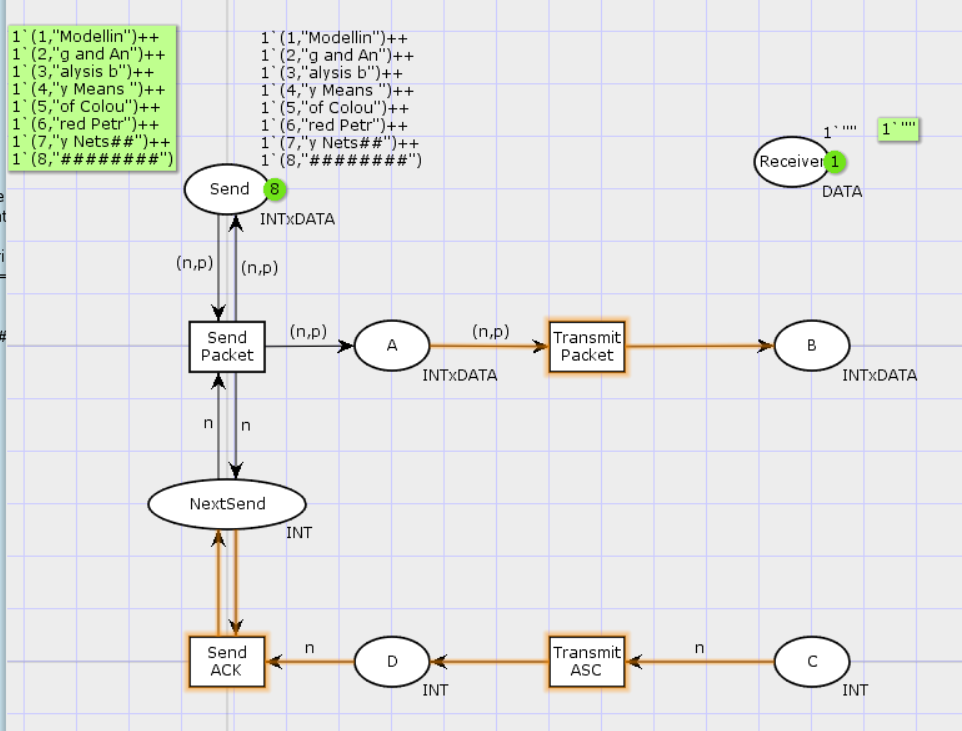 1`(1,"Modellin")++
1`(2,"g and An")++
1`(3,"alysis b")++
1`(4,"y Means ")++
1`(5,"of Colou")++
1`(6,"red Petr")++
1`(7,"y Nets##")++
1`(8,"########")
1`(1,"Modellin")++
1`(2,"g and An")++
1`(3,"alysis b")++
1`(4,"y Means ")++
1`(5,"of Colou")++
1`(6,"red Petr")++
1`(7,"y Nets##")++
1`(8,"########")
1`""
1`""
Receiver
1
DATA
Send
8
INTxDATA
(n,p)
(n,p)
Send
Packet
(n,p)
A
INTxDATA
(n,p)
Transmit
Packet
B
INTxDATA
n
n
NextSend
INT
Send
ACK
n
D
INT
Transmit
ASC
n
C
INT